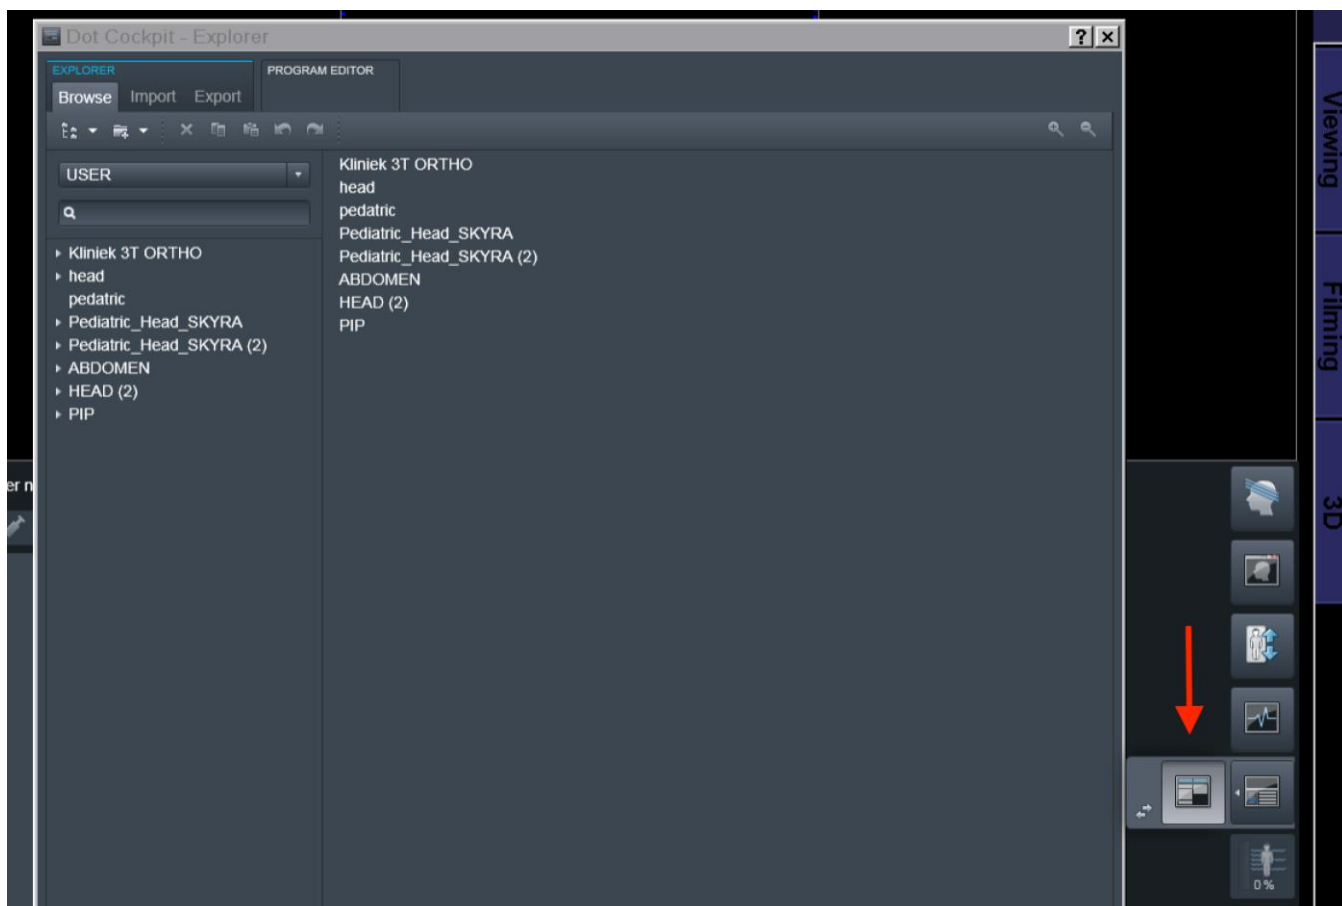 Dot Cockpit - Explorer
? ×
EXPLORER
PROGRAM EDITOR
Browse Import Export
USER
Kliniek 3T ORTHO
head
pedatric
Pediatric_Head_SKYRA
Pediatric_Head_SKYRA (2)
ABDOMEN
HEAD (2)
PIP
Kliniek 3T ORTHO
head
pedatric
Pediatric_Head_SKYRA
Pediatric_Head_SKYRA (2)
ABDOMEN
HEAD (2)
PIP
er n
Viewing
Filming
3D
0 %